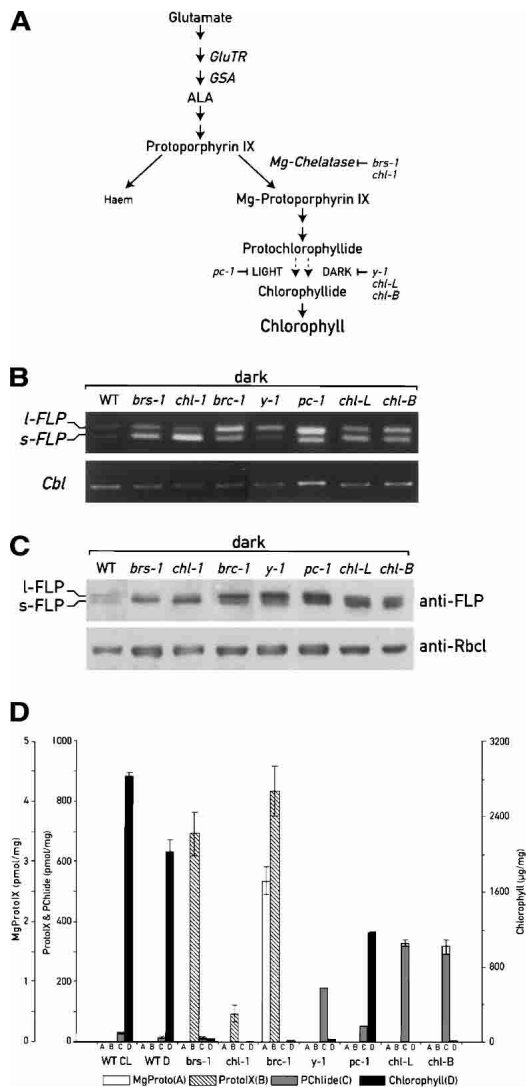 A
Glutamate
GluTR
GSA
ALA
Protoporphyrin IX
Mg-Chelatase brs-1
chl-1
Haem
Mg-Protoporphyrin IX
Protochlorophyllide
pc-1 LIGHT DARK y-1
chl-L
Chlorophyllide chl-B
Chlorophyll
B
dark
WT brs-1 chl-1 brc-1 y-1 pc-1 chl-L chl-B
l-FLP
s-FLP
Cbl
C
dark
WT brs-1 chl-1 brc-1 y-1 pc-1 chl-L chl-B
l-FLP
s-FLP
anti-FLP
anti-Rbcl
D
MgProtoIX (pmol/mg)
5
4
3
2
1
0
ProtoIX & PChlide (pmol/mg)
1000
800
600
400
200
0
Chlorophyll (µg/mg)
3200
2400
1600
800
0
A B C D A B C D A B C D A B C D A B C D A B C D A B C D A B C D A B C D
WT CL WT D brs-1 chl-1 brc-1 y-1 pc-1 chl-L chl-B
MgProto(A) ProtoIX(B) PChlide(C) Chlorophyll(D)